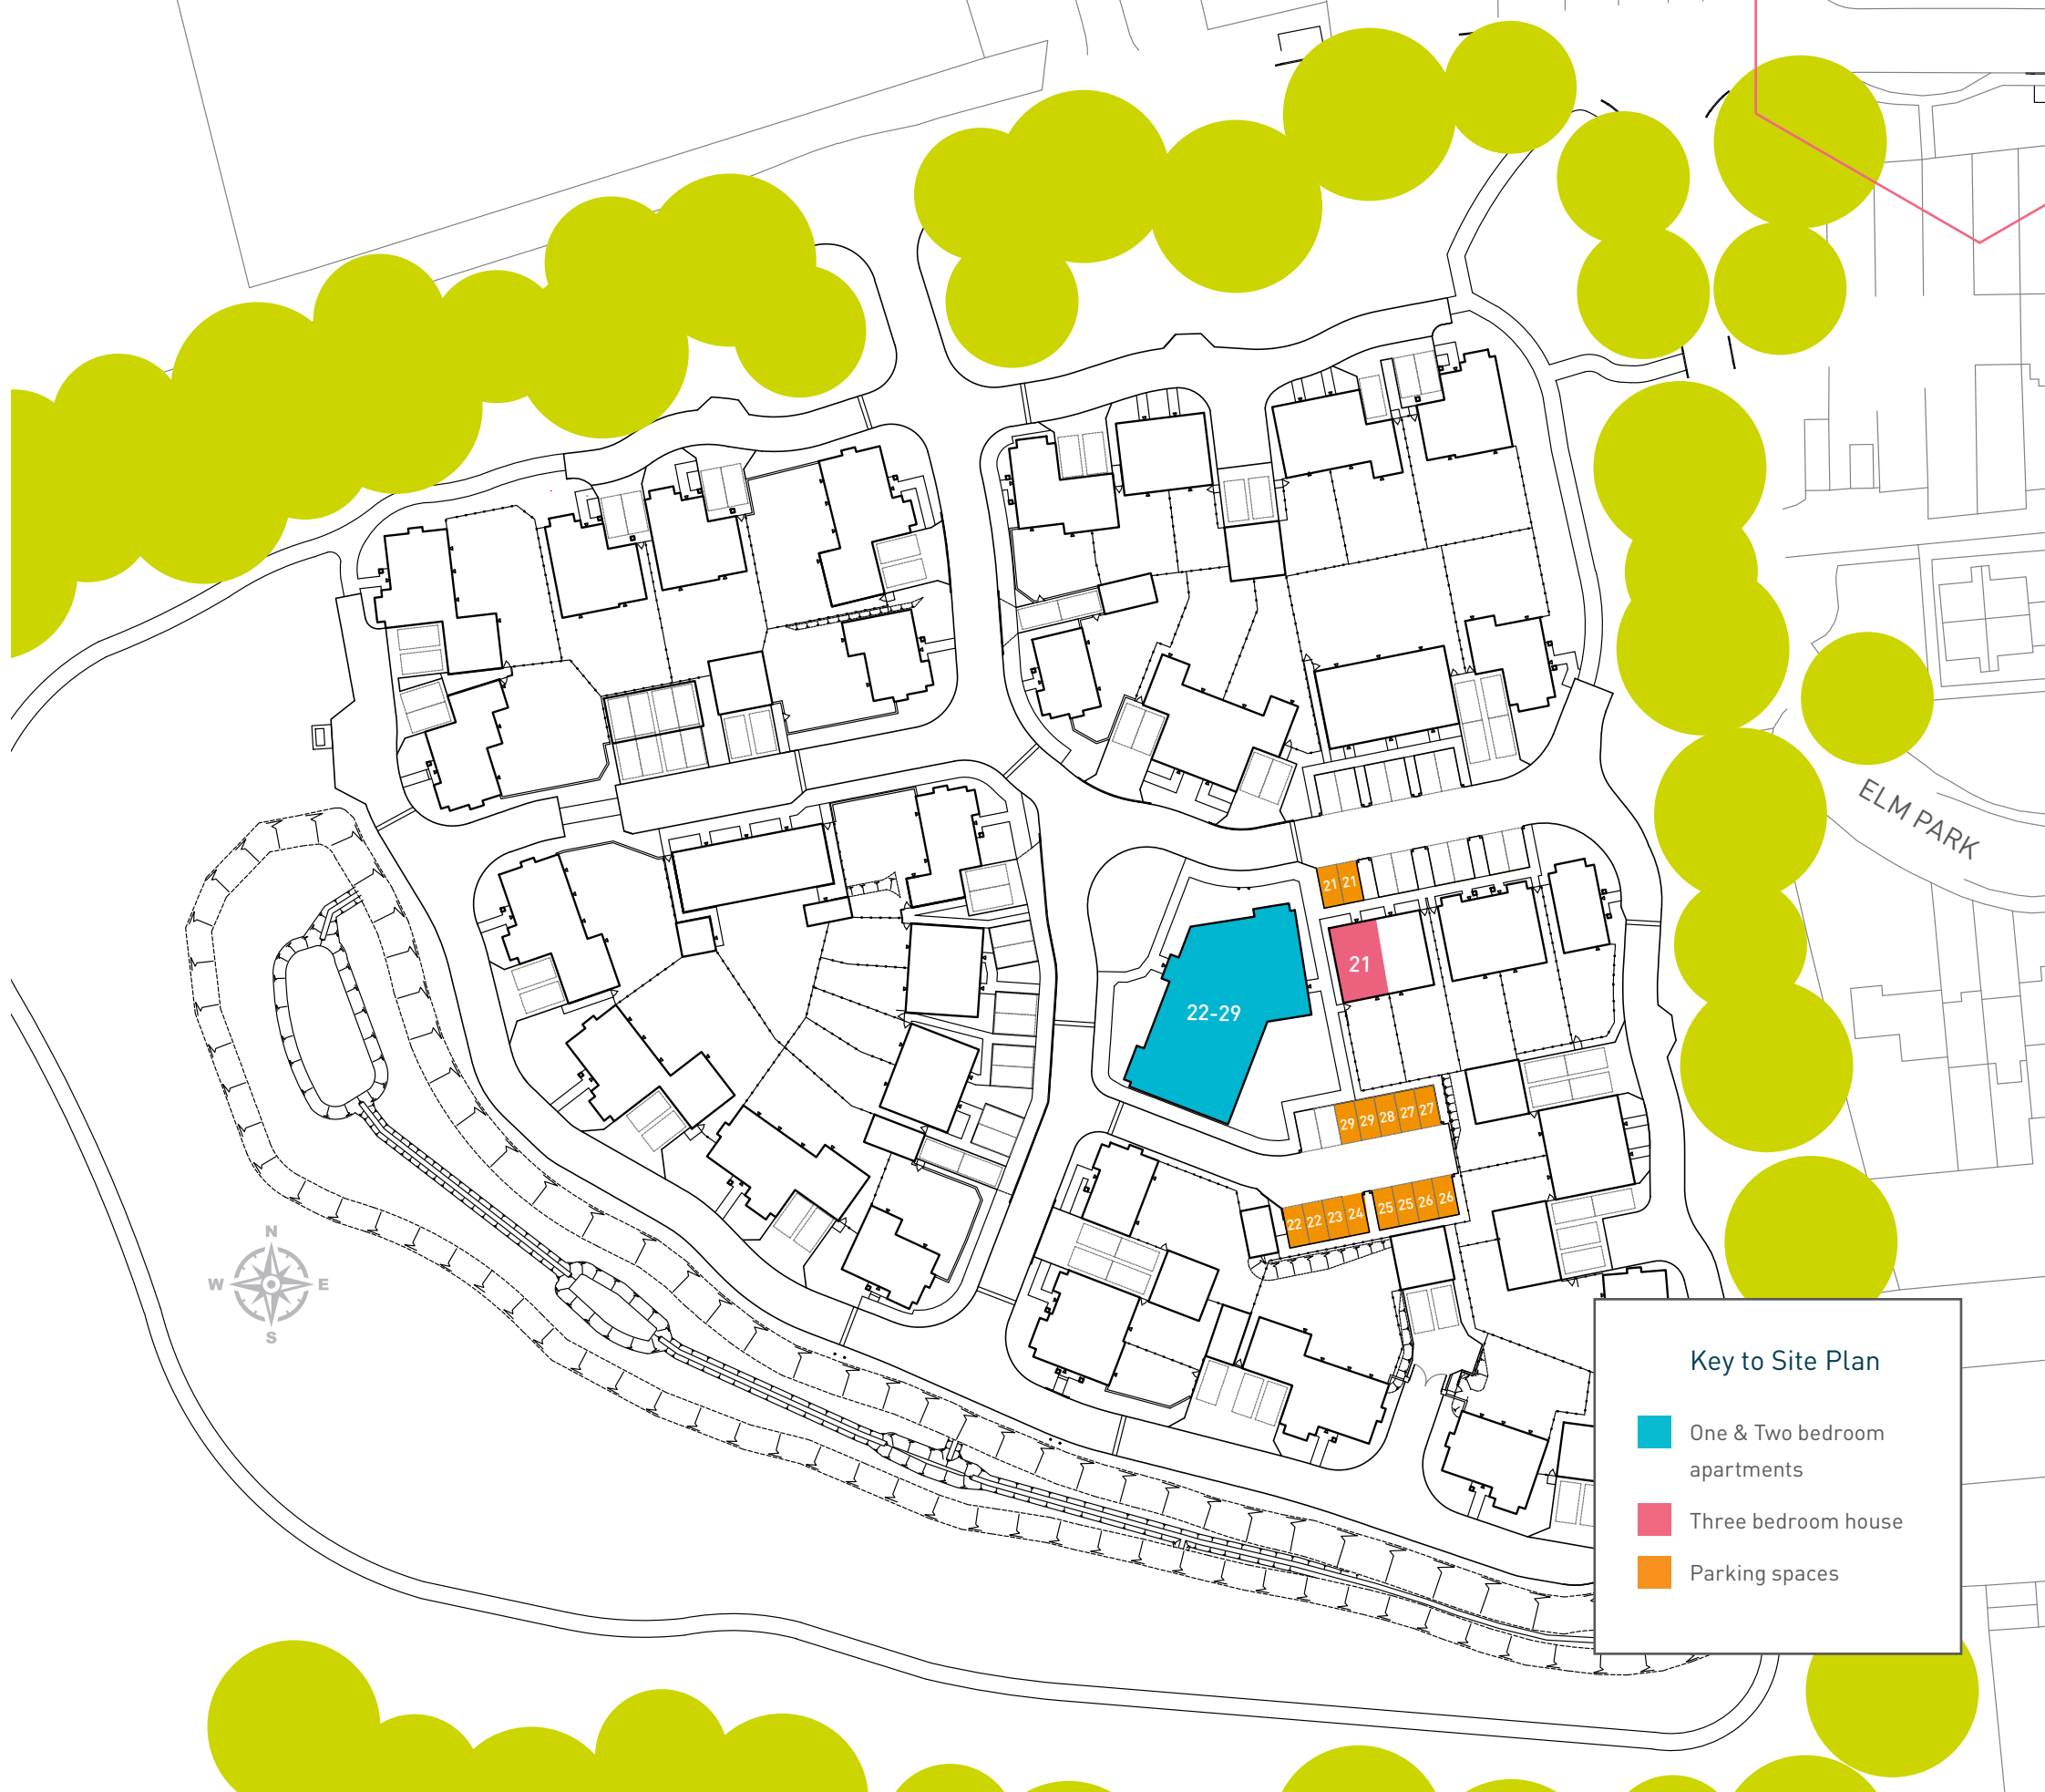 ELM PARK
21 21
21
22-29
29 29 28 27 27
22 22 23 24 25 25 26 26
N
W E
S
Key to Site Plan
One & Two bedroom
apartments
Three bedroom house
Parking spaces